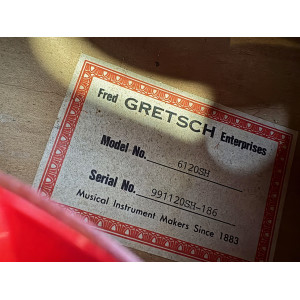 Fred GRETSCH Enterprises
Model No. 6120SH
Serial No. 991120SH-186
Musical Instrument Makers Since 1883